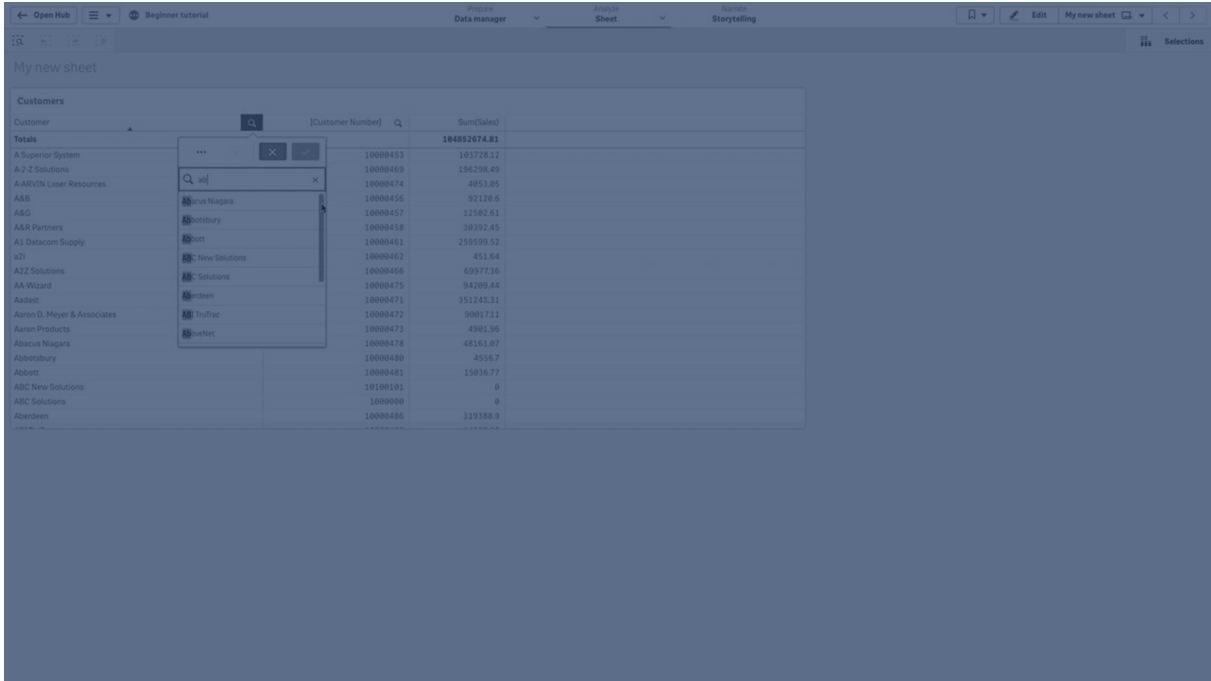 Open Hub Beginner tutorial Prepare Data manager Analyze Sheet Narrate Storytelling Edit My new sheet
Selections
My new sheet
Customers
Customer [Customer Number] Sum(Sales)
Totals 104852674.81
A Superior System 10000453 103728.12
A-2-Z Solutions 10000469 196298.49
A-ARVIN Laser Resources 10000474 4053.05
A&B 10000456 92120.6
A&G 10000457 12502.61
A&R Partners 10000458 30392.45
A1 Datacom Supply 10000461 259599.52
a2i 10000462 451.64
A2Z Solutions 10000466 69977.36
AA-Wizard 10000475 94209.44
Aadast 10000471 351243.31
Aaron D. Meyer & Associates 10000472 90017.11
Aaron Products 10000473 4901.96
Abacus Niagara 10000478 48161.07
Abbotsbury 10000480 4556.7
Abbott 10000481 15036.77
ABC New Solutions 10100101 0
ABC Solutions 1000000 0
Aberdeen 10000486 319388.9
ab
Abacus Niagara
Abbotsbury
Abbott
ABC New Solutions
ABC Solutions
Aberdeen
ABI TruTrac
AboveNet